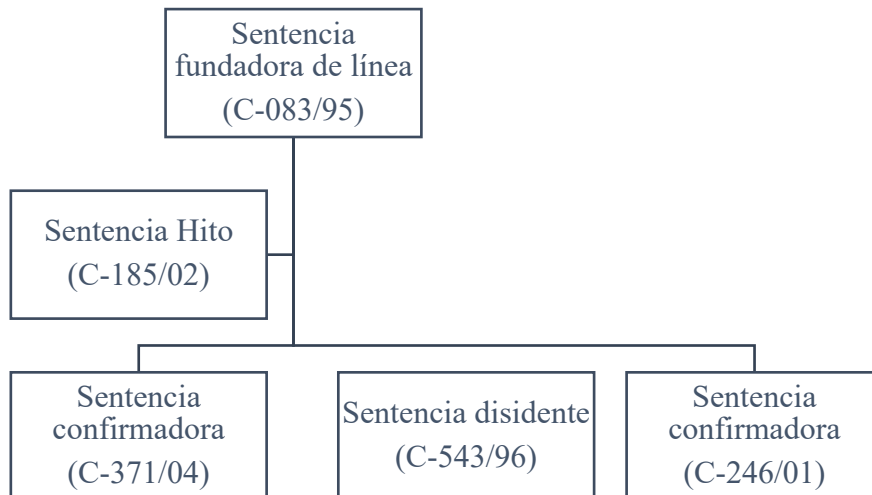 Sentencia
fundadora de línea
(C-083/95)
Sentencia Hito
(C-185/02)
Sentencia
confirmadora
(C-371/04)
Sentencia disidente
(C-543/96)
Sentencia
confirmadora
(C-246/01)